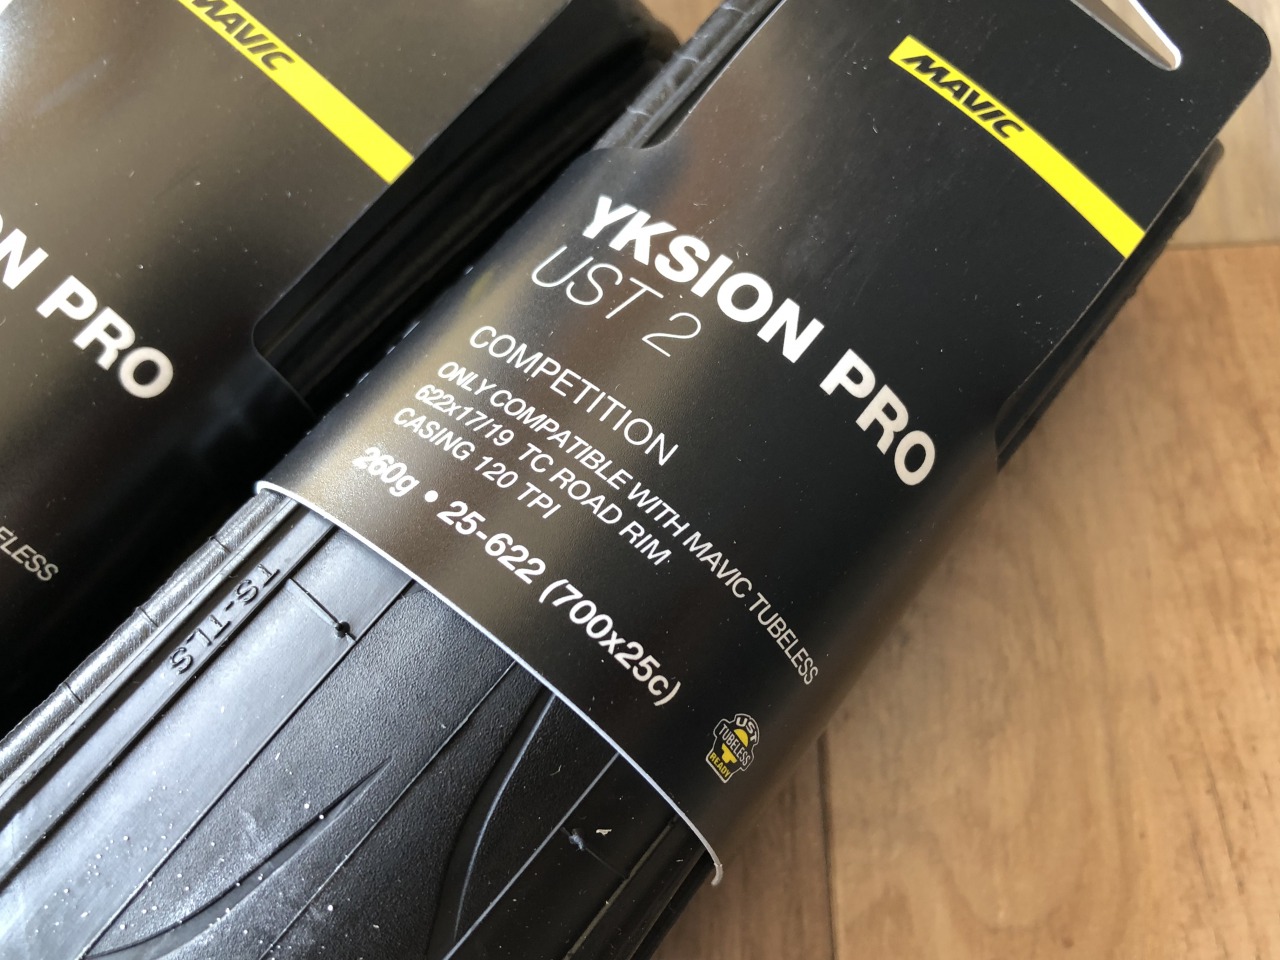 MAVIC
ON PRO
ELESS
MAVIC
YKSION PRO
UST 2
COMPETITION
ONLY COMPATIBLE WITH MAVIC TUBELESS
622x17/19 TC ROAD RIM
CASING 120 TPI
260g • 25-622 (700x25c)
UST
TUBELESS
READY
TS-TLS